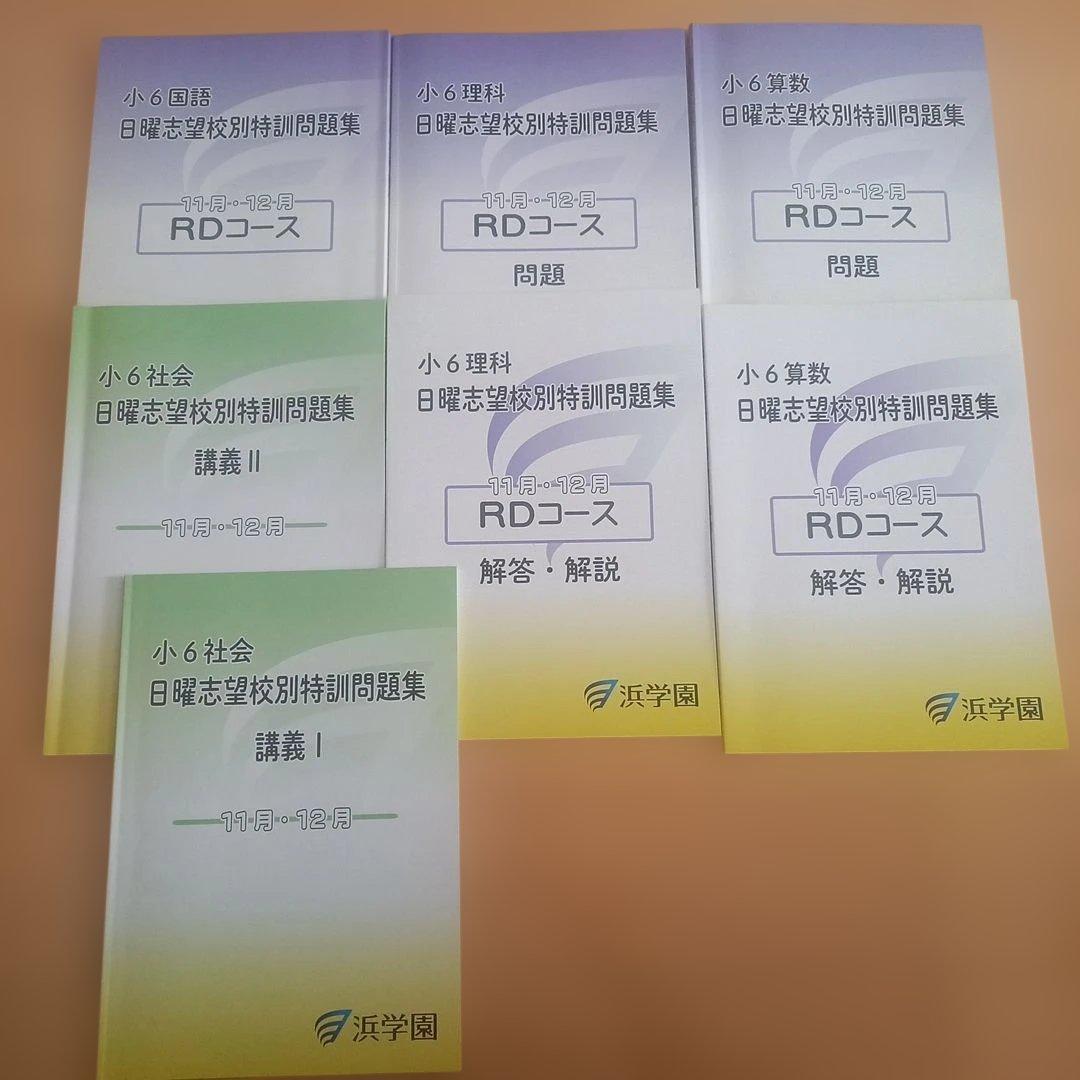 小6国語
日曜志望校別特訓問題集
11月・12月
RDコース
小6理科
日曜志望校別特訓問題集
11月・12月
RDコース
問題
小6算数
日曜志望校別特訓問題集
11月・12月
RDコース
問題
小6社会
日曜志望校別特訓問題集
講義II
11月・12月
小6理科
日曜志望校別特訓問題集
11月・12月
RDコース
解答・解説
浜学園
小6算数
日曜志望校別特訓問題集
11月・12月
RDコース
解答・解説
浜学園
小6社会
日曜志望校別特訓問題集
講義I
11月・12月
浜学園